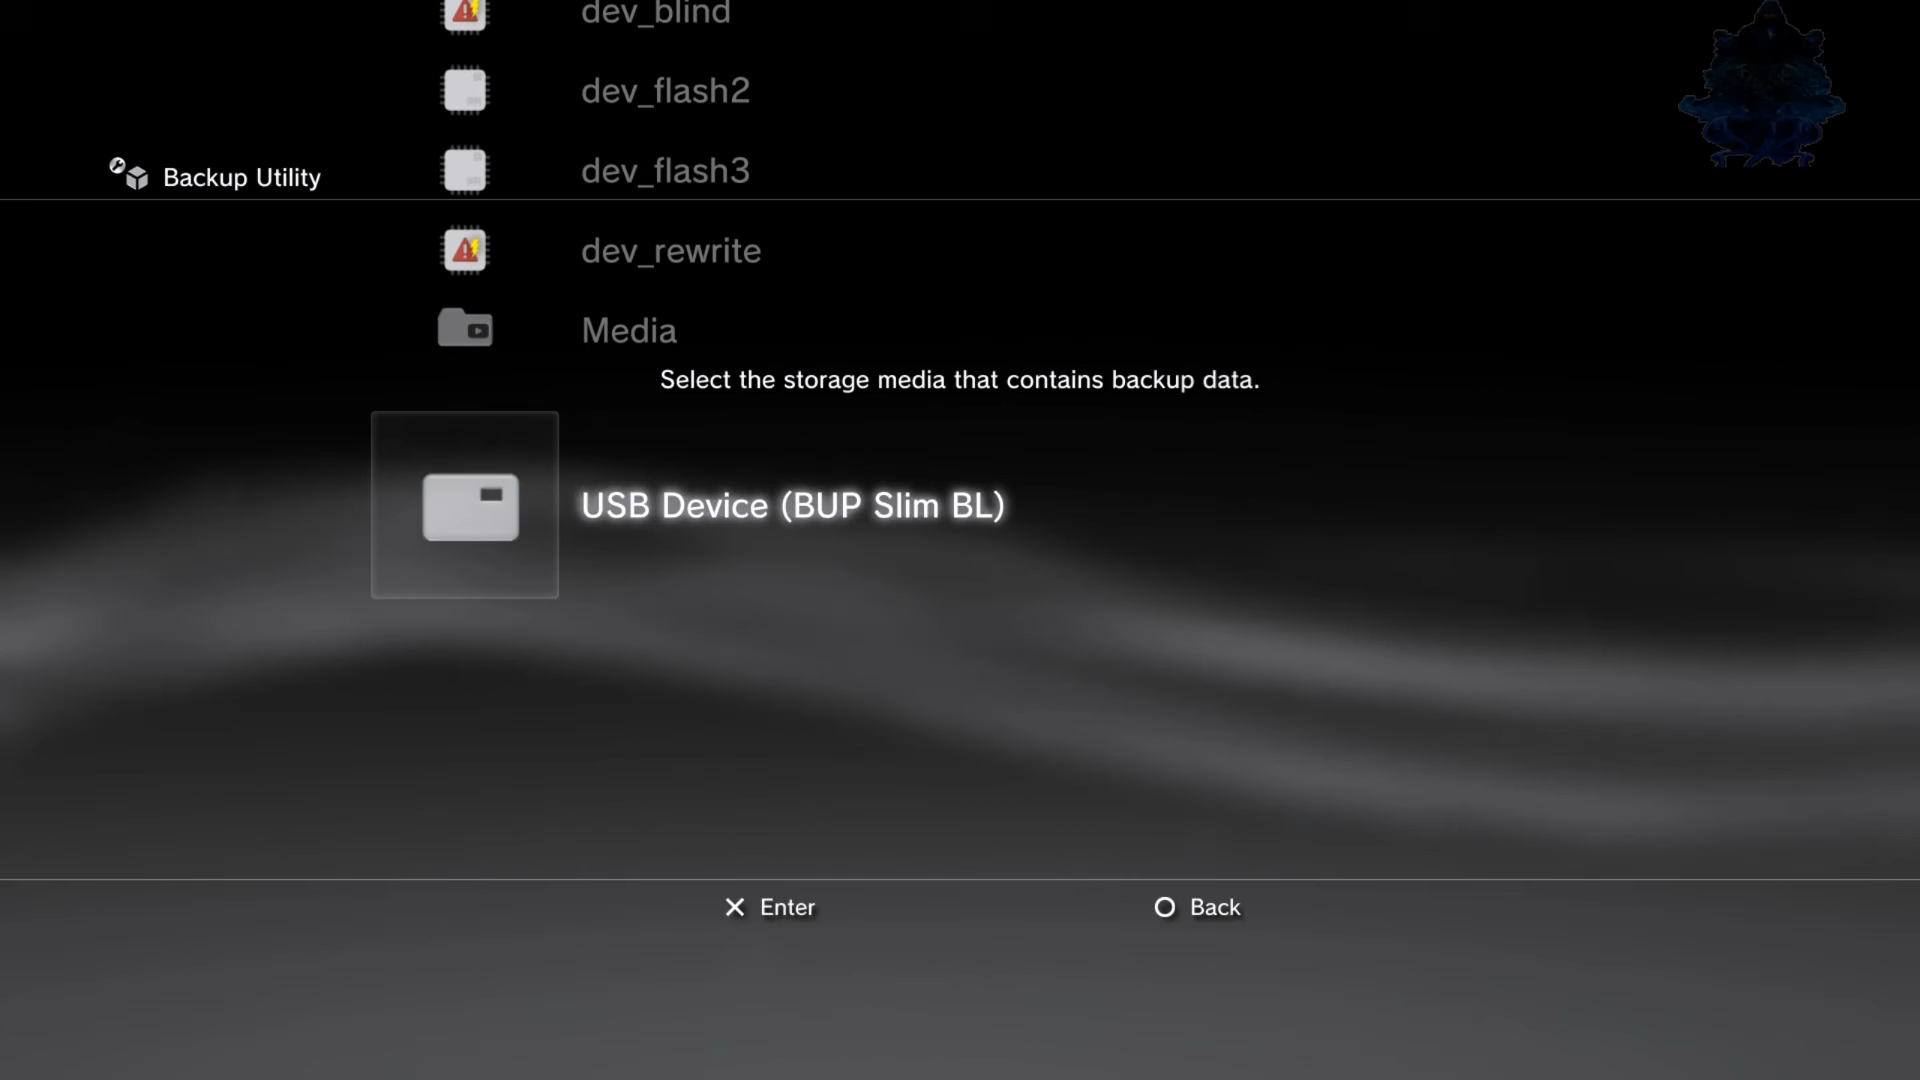 dev_blind
dev_flash2
dev_flash3
Backup Utility
dev_rewrite
Media
Select the storage media that contains backup data.
USB Device (BUP Slim BL)
Enter
Back